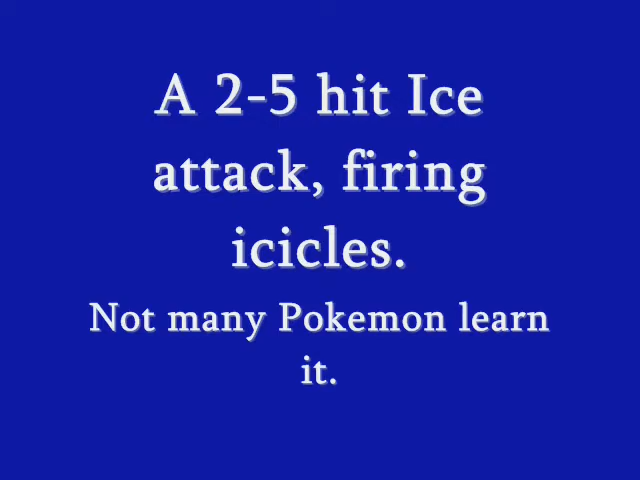 A 2-5 hit Ice
attack, firing
icicles.
Not many Pokemon learn
it.